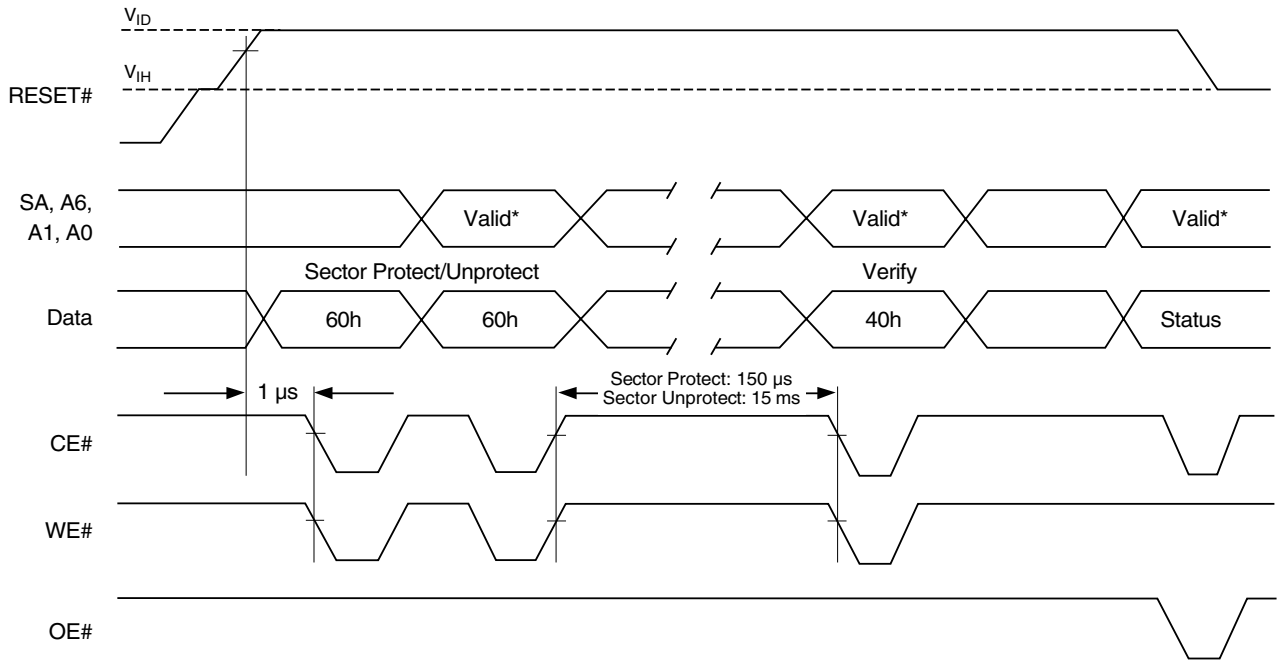 VID
VIH
RESET#
SA, A6,
A1, A0
Valid* Valid* Valid*
Sector Protect/Unprotect Verify
Data 60h 60h 40h Status
1 µs
Sector Protect: 150 µs
Sector Unprotect: 15 ms
CE#
WE#
OE#